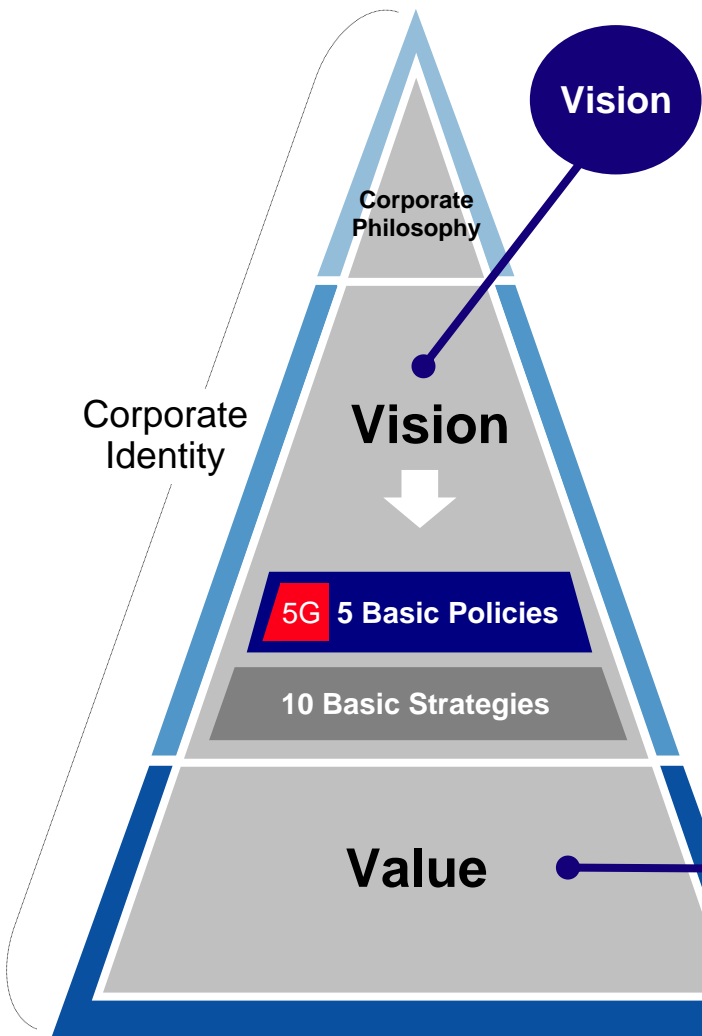 Vision
Corporate
Philosophy
Corporate
Identity
Vision
5G 5 Basic Policies
10 Basic Strategies
Value